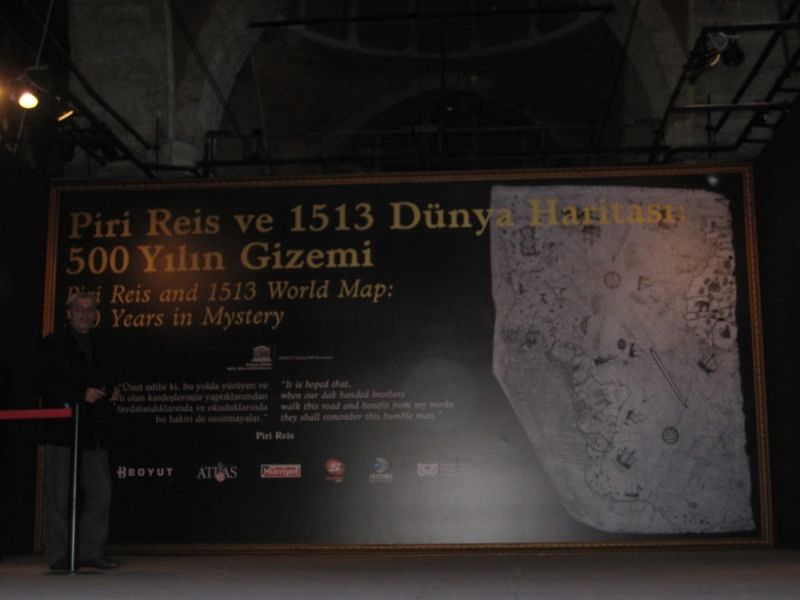 Piri Reis ve 1513 Dünya Haritası:
500 Yılın Gizemi
Piri Reis and 1513 World Map:
Years in Mystery
"Ümit edilir ki, bu yolda yürüyen ve
olan kardeşlerimiz yaptıklarımdan
faydalandıklarında ve okuduklarında
bu hakiri de unutmayalar."
"It is hoped that,
when our dab handed brothers
walk this road and benefit from my works
they shall remember this humble man."
Piri Reis
BOYUT
ATLAS
Hürriyet